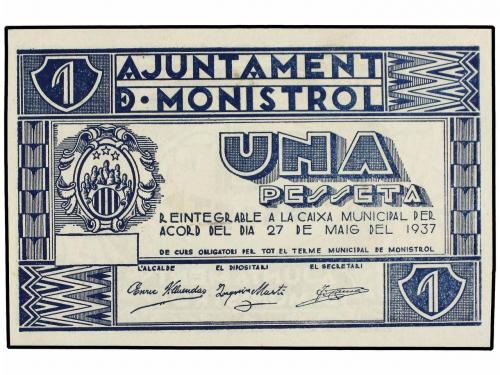 1
AJUNTAMENT
D· MONISTROL
UNA
PESSETA
REINTEGRABLE A LA CAIXA MUNICIPAL PER
ACORD DEL DIA 27 DE MAIG DEL 1937
DE CURS OBLIGATORI PER TOT EL TERME MUNICIPAL DE MONISTROL
L'ALCALDE EL DIPOSITARI EL SECRETARI
1